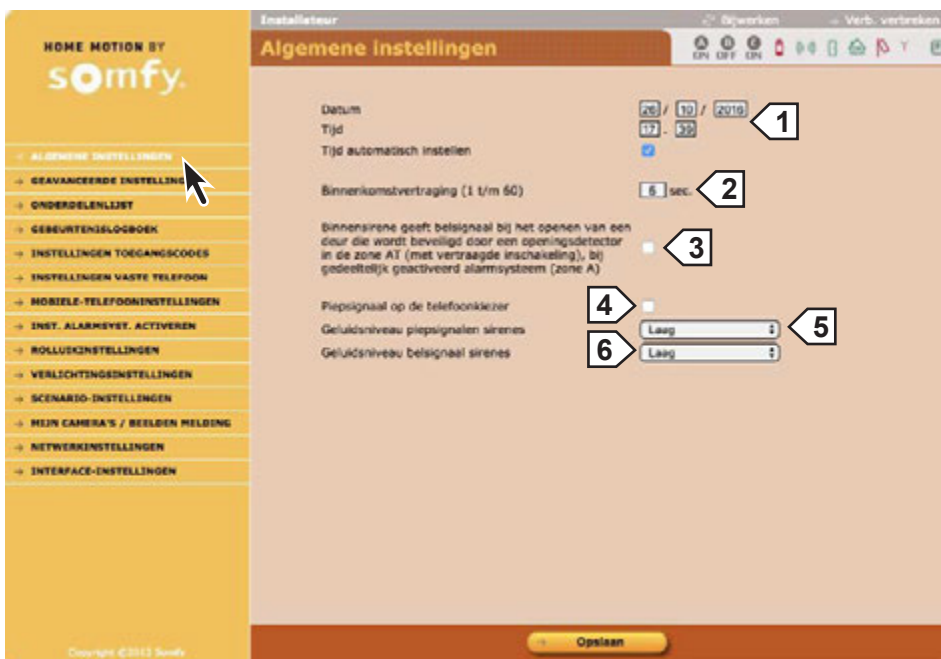 Installateur
Bijwerken
→ Verb. verbreken
HOME MOTION BY
somfy.
Algemene instellingen
A ON
B OFF
C ON
ALGEMENE INSTELLINGEN
→ GEAVANCEERDE INSTELLING
→ ONDERDELENLIJST
→ GEBEURTENISLOGBOEK
→ INSTELLINGEN TOEGANGSCODES
→ INSTELLINGEN VASTE TELEFOON
→ MOBIELE-TELEFOONINSTELLINGEN
→ INST. ALARMSYST. ACTIVEREN
→ ROLLUIKINSTELLINGEN
→ VERLICHTINGSINSTELLINGEN
→ SCENARIO-INSTELLINGEN
→ MIJN CAMERA'S / BEELDEN MELDING
→ NETWERKINSTELLINGEN
→ INTERFACE-INSTELLINGEN
Datum 26 / 10 / 2016
1
Tijd 17 . 39
Tijd automatisch instellen
Binnenkomstvertraging (1 t/m 60) 6 sec.
2
Binnensirene geeft belsignaal bij het openen van een
deur die wordt beveiligd door een openingsdetector
in de zone AT (met vertraagde inschakeling), bij
gedeeltelijk geactiveerd alarmsysteem (zone A)
3
Piepsignaal op de telefoonkiezer
4
Geluidsniveau piepsignalen sirenes Laag
5
Geluidsniveau belsignaal sirenes Laag
6
→ Opslaan
Copyright ©2013 Somfy